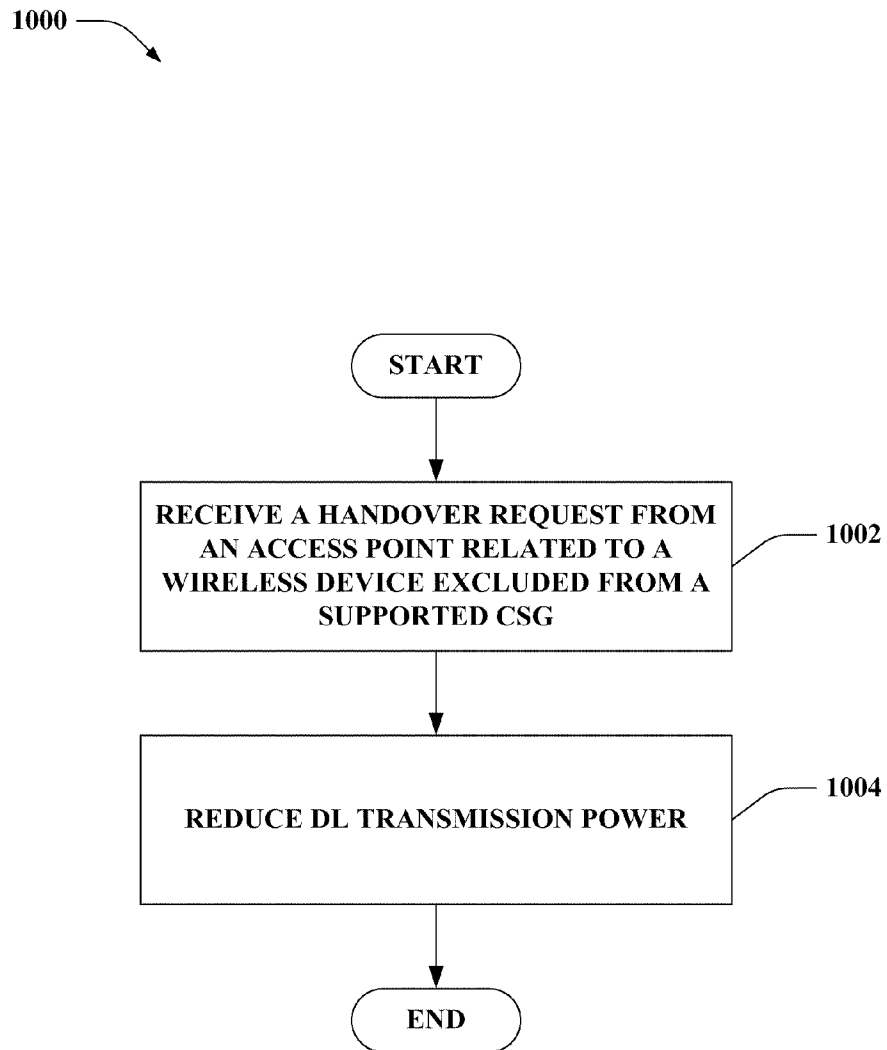 1000
START
RECEIVE A HANDOVER REQUEST FROM
AN ACCESS POINT RELATED TO A
WIRELESS DEVICE EXCLUDED FROM A
SUPPORTED CSG
1002
REDUCE DL TRANSMISSION POWER
1004
END